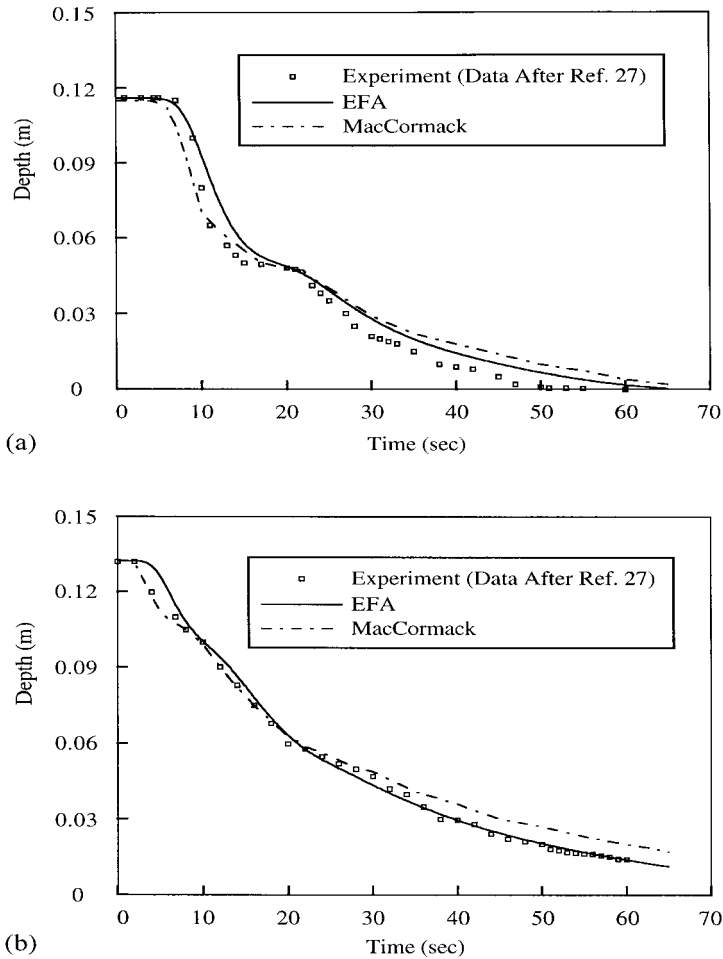 0.15
0.12
0.09
0.06
0.03
0
Depth (m)
Experiment (Data After Ref. 27)
EFA
MacCormack
0 10 20 30 40 50 60 70
Time (sec)
(a)
0.15
0.12
0.09
0.06
0.03
0
Depth (m)
Experiment (Data After Ref. 27)
EFA
MacCormack
0 10 20 30 40 50 60 70
Time (sec)
(b)